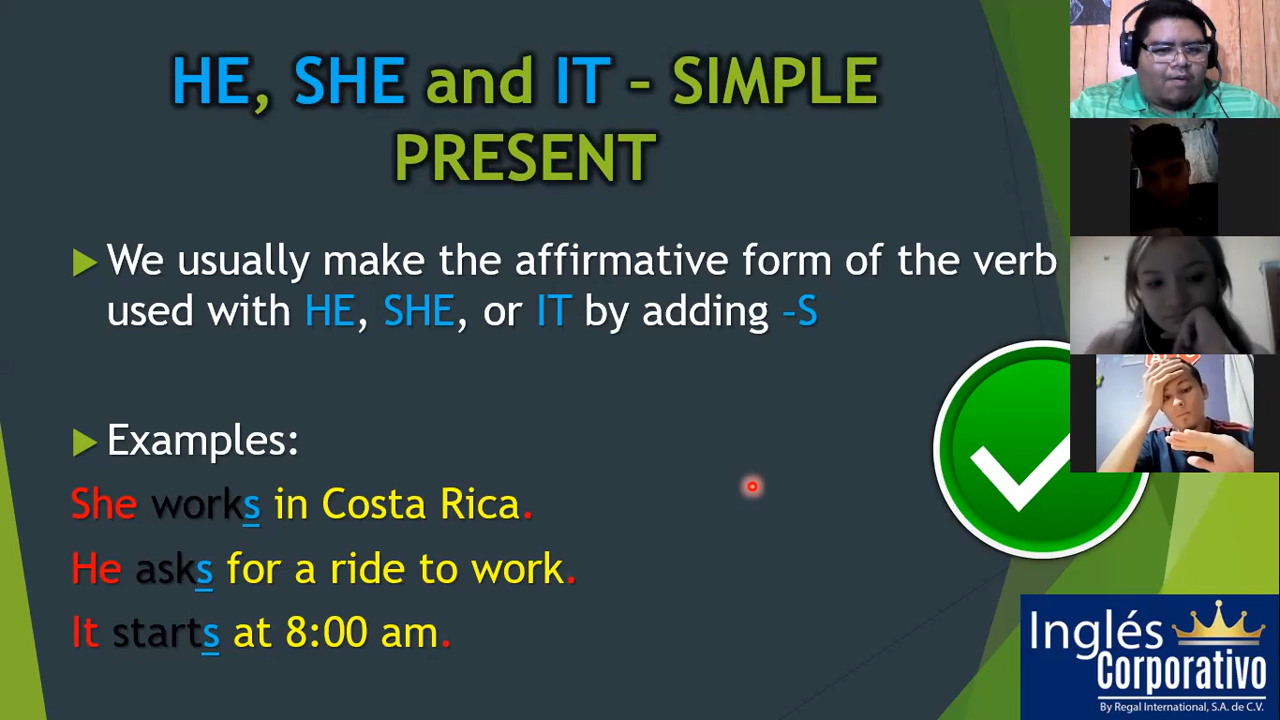 HE, SHE and IT – SIMPLE
PRESENT
We usually make the affirmative form of the verb
used with HE, SHE, or IT by adding –S
Examples:
She works in Costa Rica.
He asks for a ride to work.
It starts at 8:00 am.
Inglés
Corporativo
By Regal International, S.A. de C.V.